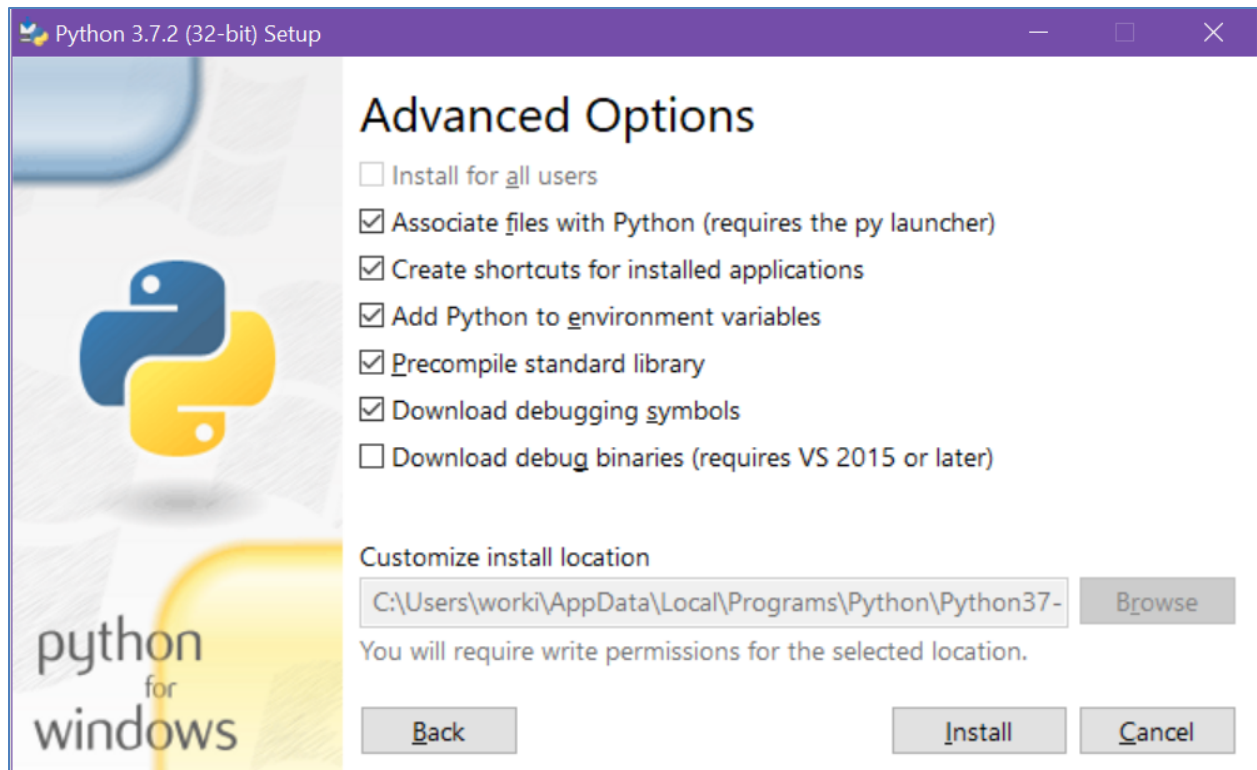 Python 3.7.2 (32-bit) Setup
Advanced Options
Install for all users
Associate files with Python (requires the py launcher)
Create shortcuts for installed applications
Add Python to environment variables
Precompile standard library
Download debugging symbols
Download debug binaries (requires VS 2015 or later)
Customize install location
C:\Users\worki\AppData\Local\Programs\Python\Python37-
Browse
You will require write permissions for the selected location.
python
for
windows
Back
Install
Cancel